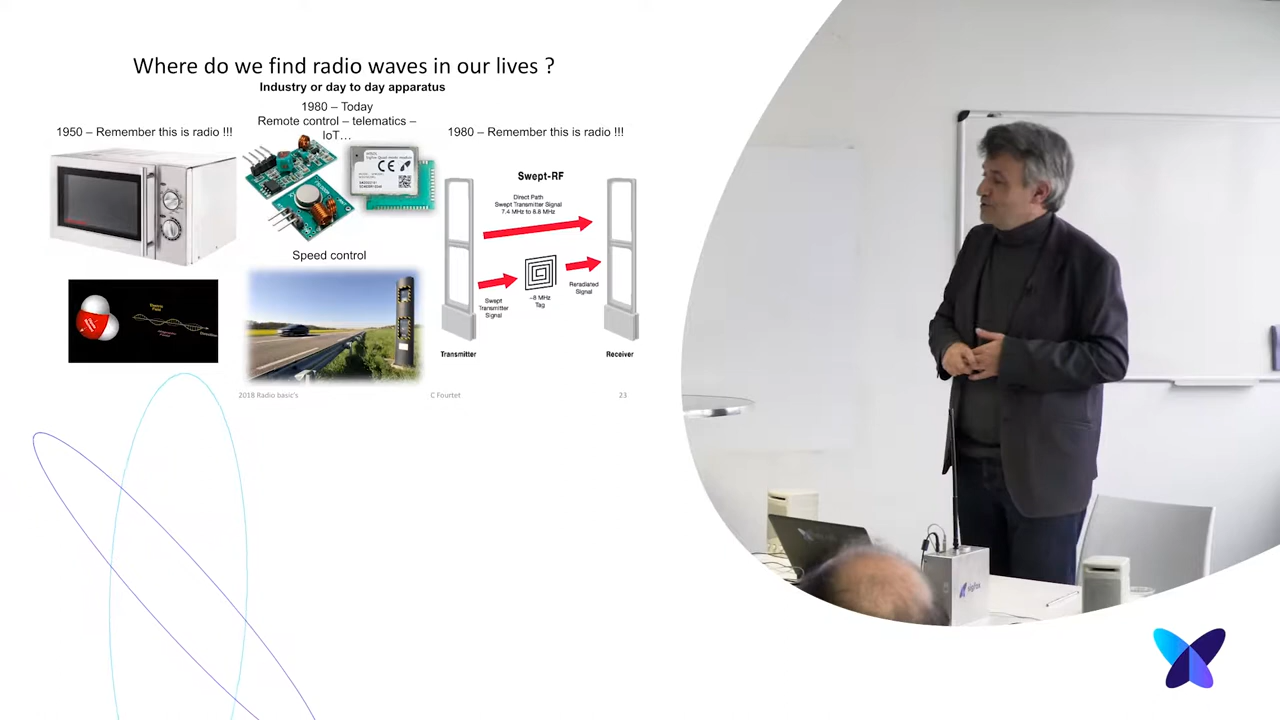 Where do we find radio waves in our lives ?
Industry or day to day apparatus
1950 – Remember this is radio !!!
1980 – Today
Remote control – telematics –
IoT…
1980 – Remember this is radio !!!
CE
Speed control
Swept-RF
Direct Path
Swept Transmitter Signal
7.4 MHz to 8.8 MHz
Swept
Transmitter
Signal
~8 MHz
Tag
Reradiated
Signal
Transmitter
Receiver
2018 Radio basic's
C Fourtet
23
sigfox